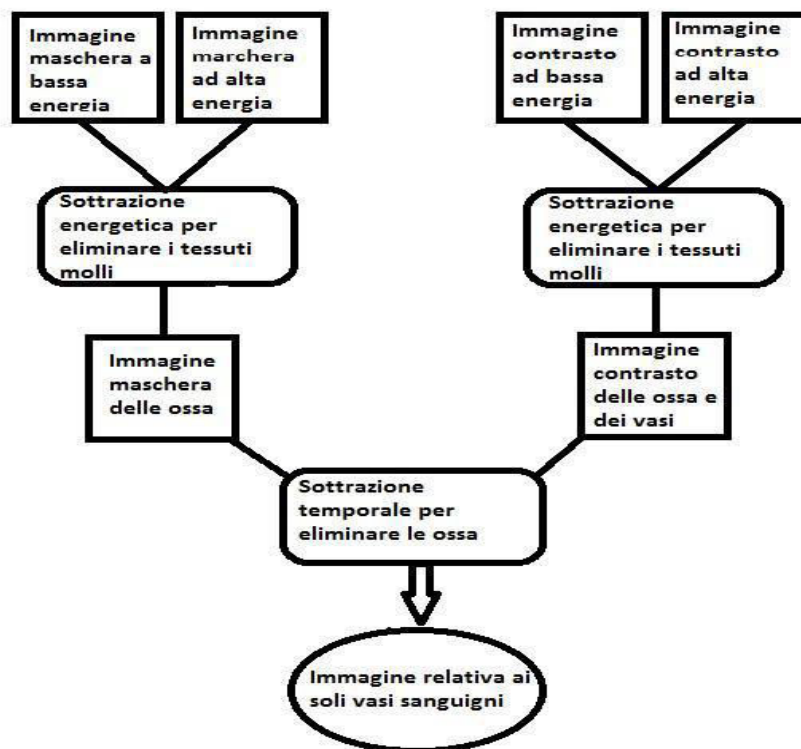 Immagine
maschera a
bassa
energia
Immagine
marchera
ad alta
energia
Immagine
contrasto
ad bassa
energia
Immagine
contrasto
ad alta
energia
Sottrazione
energetica per
eliminare i tessuti
molli
Sottrazione
energetica per
eliminare i tessuti
molli
Immagine
maschera
delle ossa
Immagine
contrasto
delle ossa e
dei vasi
Sottrazione
temporale per
eliminare le ossa
Immagine relativa ai
soli vasi sanguigni